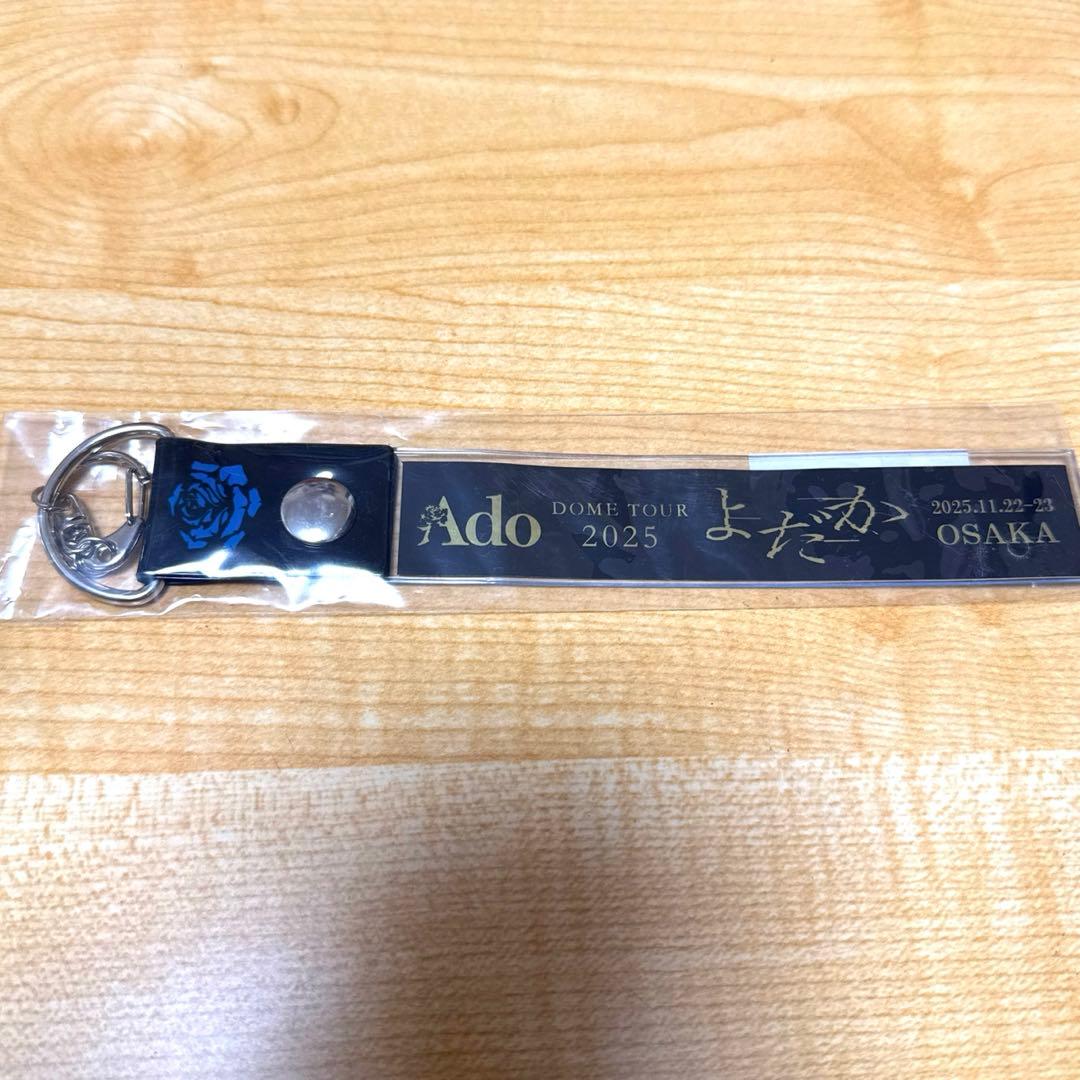 Ado
DOME TOUR
2025
よだか
2025.11.22-23
OSAKA